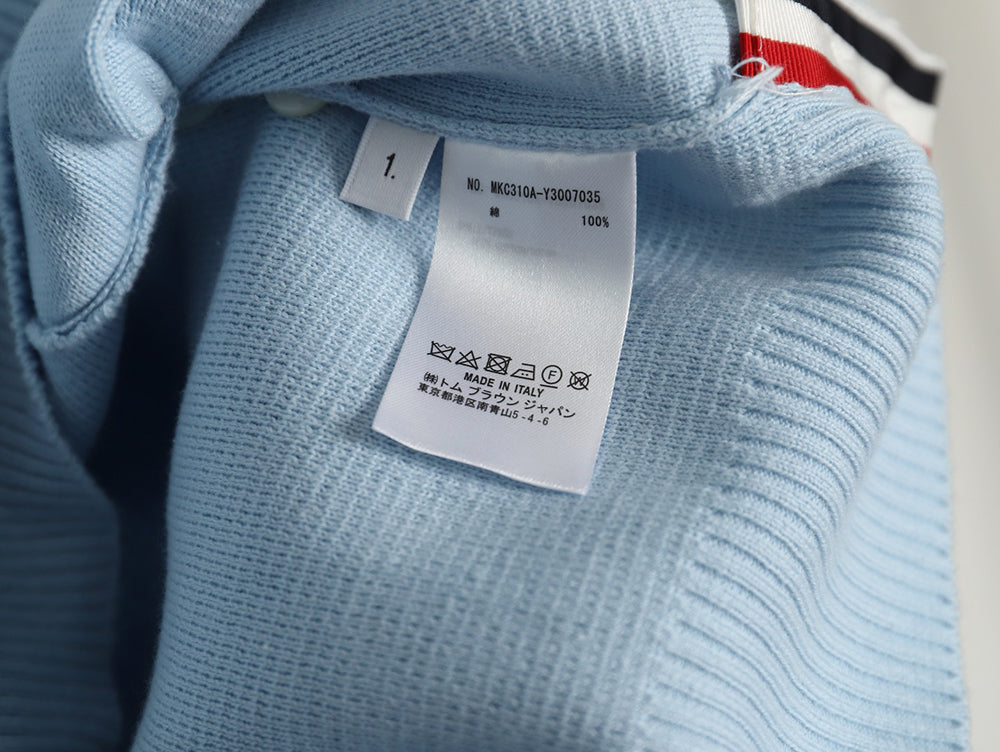 1.
NO. MKC310A-Y3007035
綿 100%
F
W
MADE IN ITALY
㈱トム ブラウン ジャパン
東京都港区南青山5-4-6